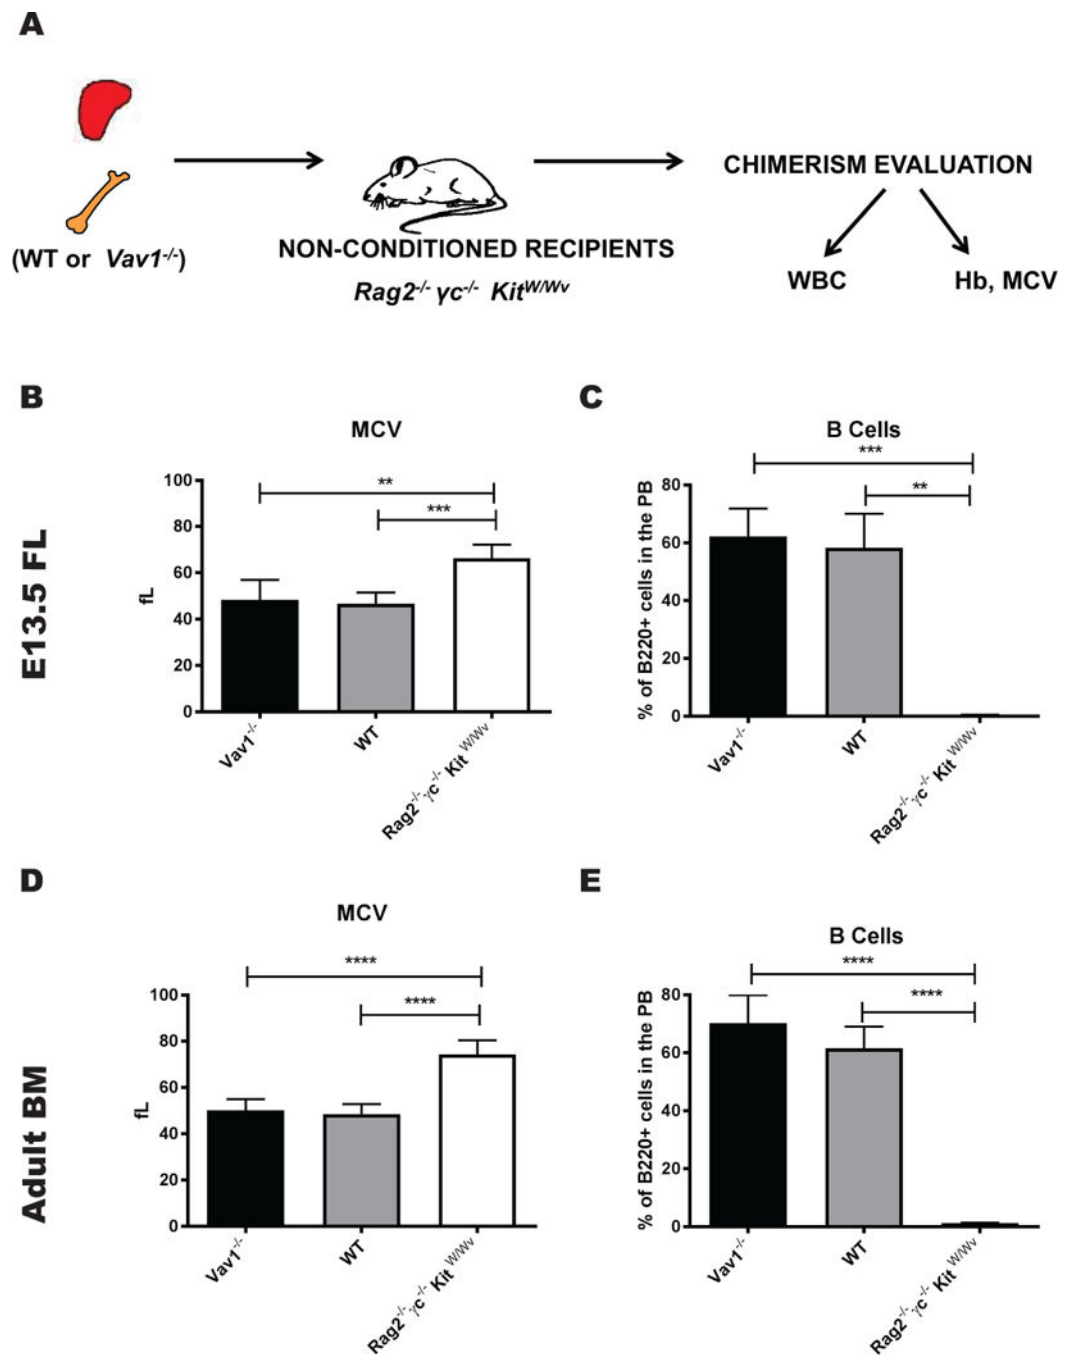 A
(WT or Vav1-/-)
NON-CONDITIONED RECIPIENTS
Rag2-/- γc-/- KitW/Wv
CHIMERISM EVALUATION
WBC
Hb, MCV
B
MCV
**
***
100
80
60
40
20
0
fL
E13.5 FL
Vav1-/-
WT
Rag2-/-γc-/-Kit W/Wv
C
B Cells
***
**
80
60
40
20
0
% of B220+ cells in the PB
Vav1-/-
WT
Rag2-/-γc-/-Kit W/Wv
D
MCV
****
****
100
80
60
40
20
0
fL
Adult BM
Vav1-/-
WT
Rag2-/-γc-/-Kit W/Wv
E
B Cells
****
****
80
60
40
20
0
% of B220+ cells in the PB
Vav1-/-
WT
Rag2-/-γc-/-Kit W/Wv